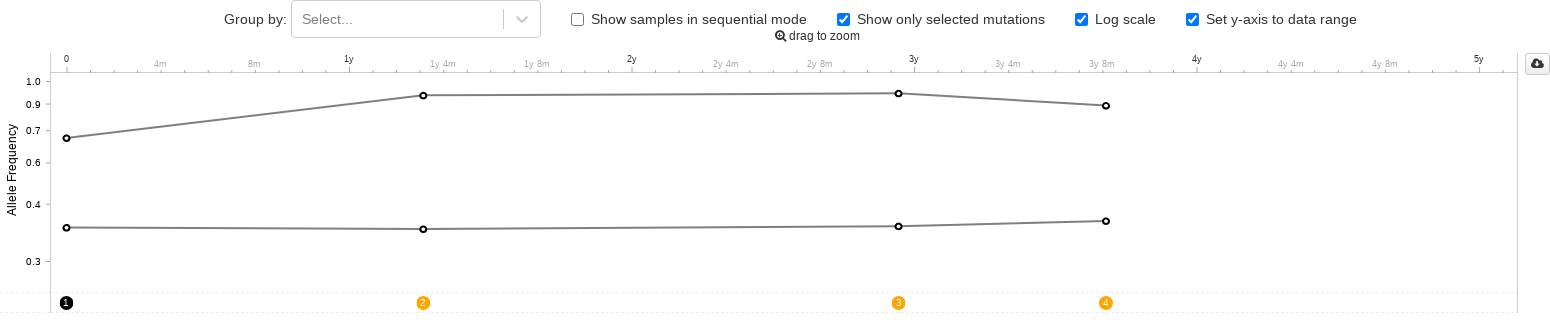 Group by: Select... Show samples in sequential mode Show only selected mutations Log scale Set y-axis to data range
drag to zoom
0 4m 8m 1y 1y 4m 1y 8m 2y 2y 4m 2y 8m 3y 3y 4m 3y 8m 4y 4y 4m 4y 8m 5y
1.0
0.9
0.7
0.6
0.4
0.3
Allele Frequency
1 2 3 4